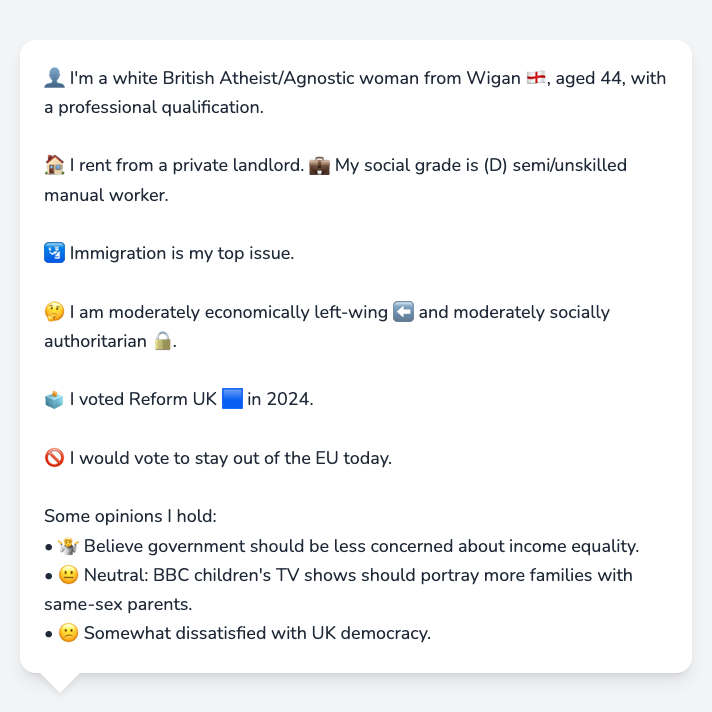 👤 I'm a white British Atheist/Agnostic woman from Wigan 🏴󠁧󠁢󠁥󠁮󠁧󠁿, aged 44, with
a professional qualification.
🏠 I rent from a private landlord. 💼 My social grade is (D) semi/unskilled
manual worker.
🛂 Immigration is my top issue.
🤔 I am moderately economically left-wing ⬅️ and moderately socially
authoritarian 🔒.
🗳️ I voted Reform UK 🟦 in 2024.
🚫 I would vote to stay out of the EU today.
Some opinions I hold:
• 🤷‍♀️ Believe government should be less concerned about income equality.
• 😐 Neutral: BBC children's TV shows should portray more families with
same-sex parents.
• 😕 Somewhat dissatisfied with UK democracy.